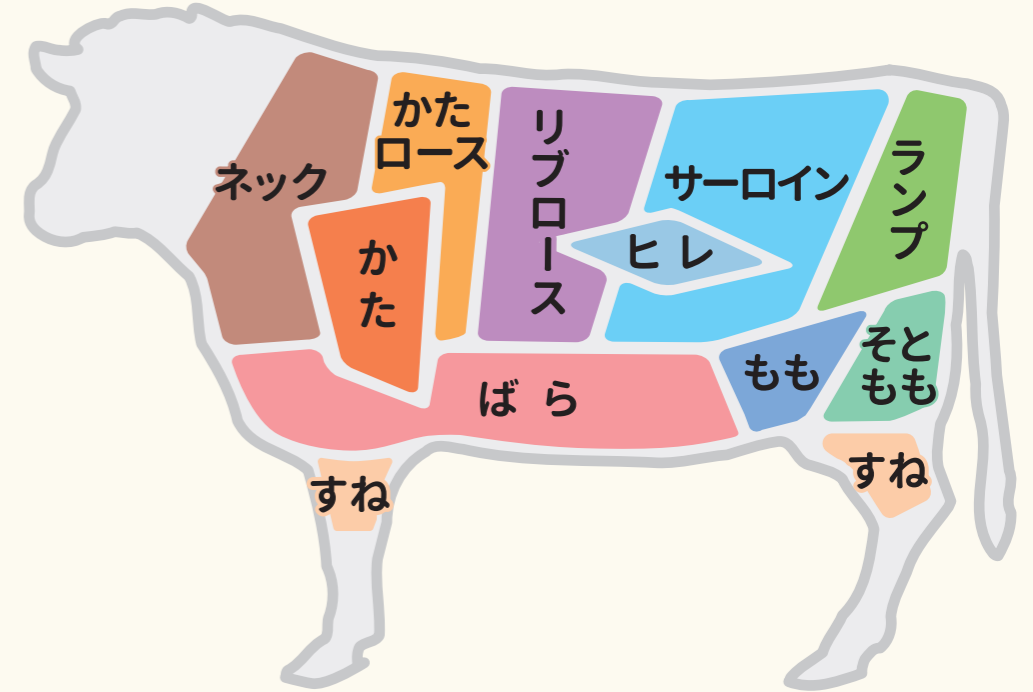 ネック
かた
ロース
かた
リブロース
サーロイン
ヒレ
ランプ
ばら
もも
そと
もも
すね
すね